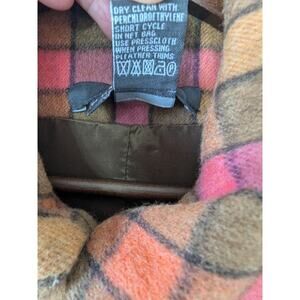 DRY CLEAN WITH
PERCHLOROETHYLENE
SHORT CYCLE
IN NET BAG
USE PRESSCLOTH
WHEN PRESSING
PLEATHER TRIMS